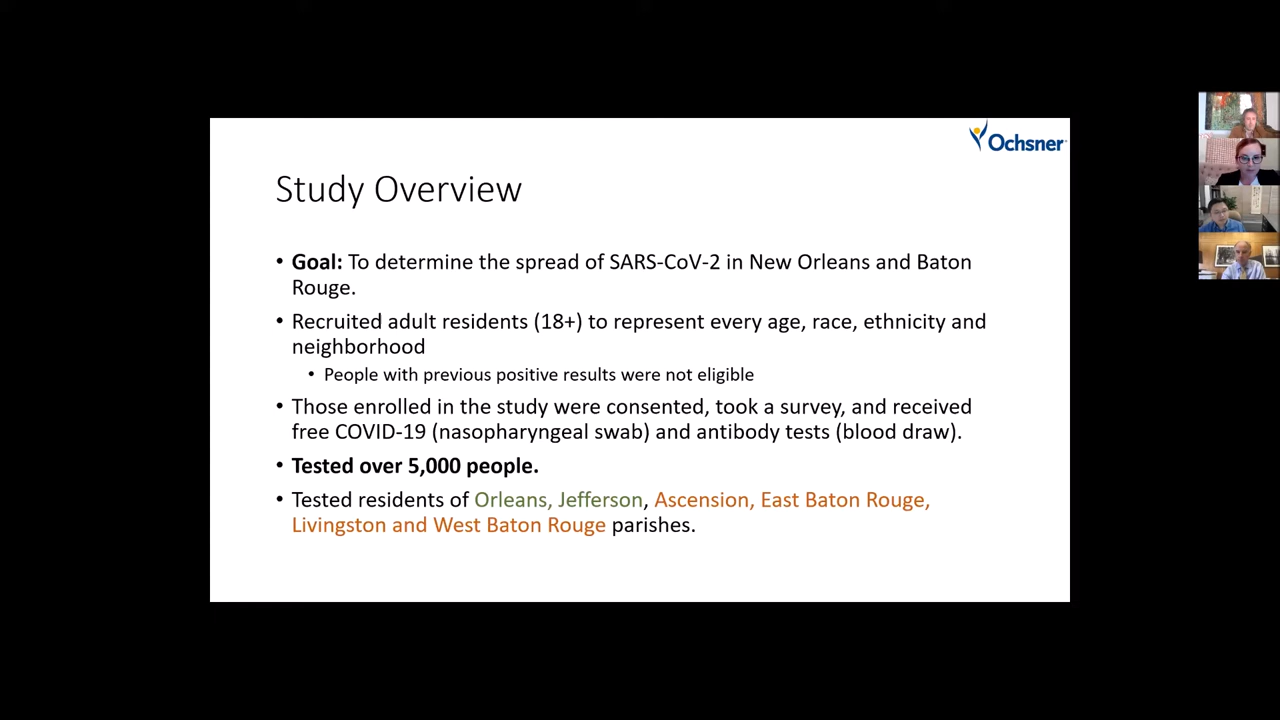 Ochsner
Study Overview
• Goal: To determine the spread of SARS-CoV-2 in New Orleans and Baton
Rouge.
• Recruited adult residents (18+) to represent every age, race, ethnicity and
neighborhood
• People with previous positive results were not eligible
• Those enrolled in the study were consented, took a survey, and received
free COVID-19 (nasopharyngeal swab) and antibody tests (blood draw).
• Tested over 5,000 people.
• Tested residents of Orleans, Jefferson, Ascension, East Baton Rouge,
Livingston and West Baton Rouge parishes.